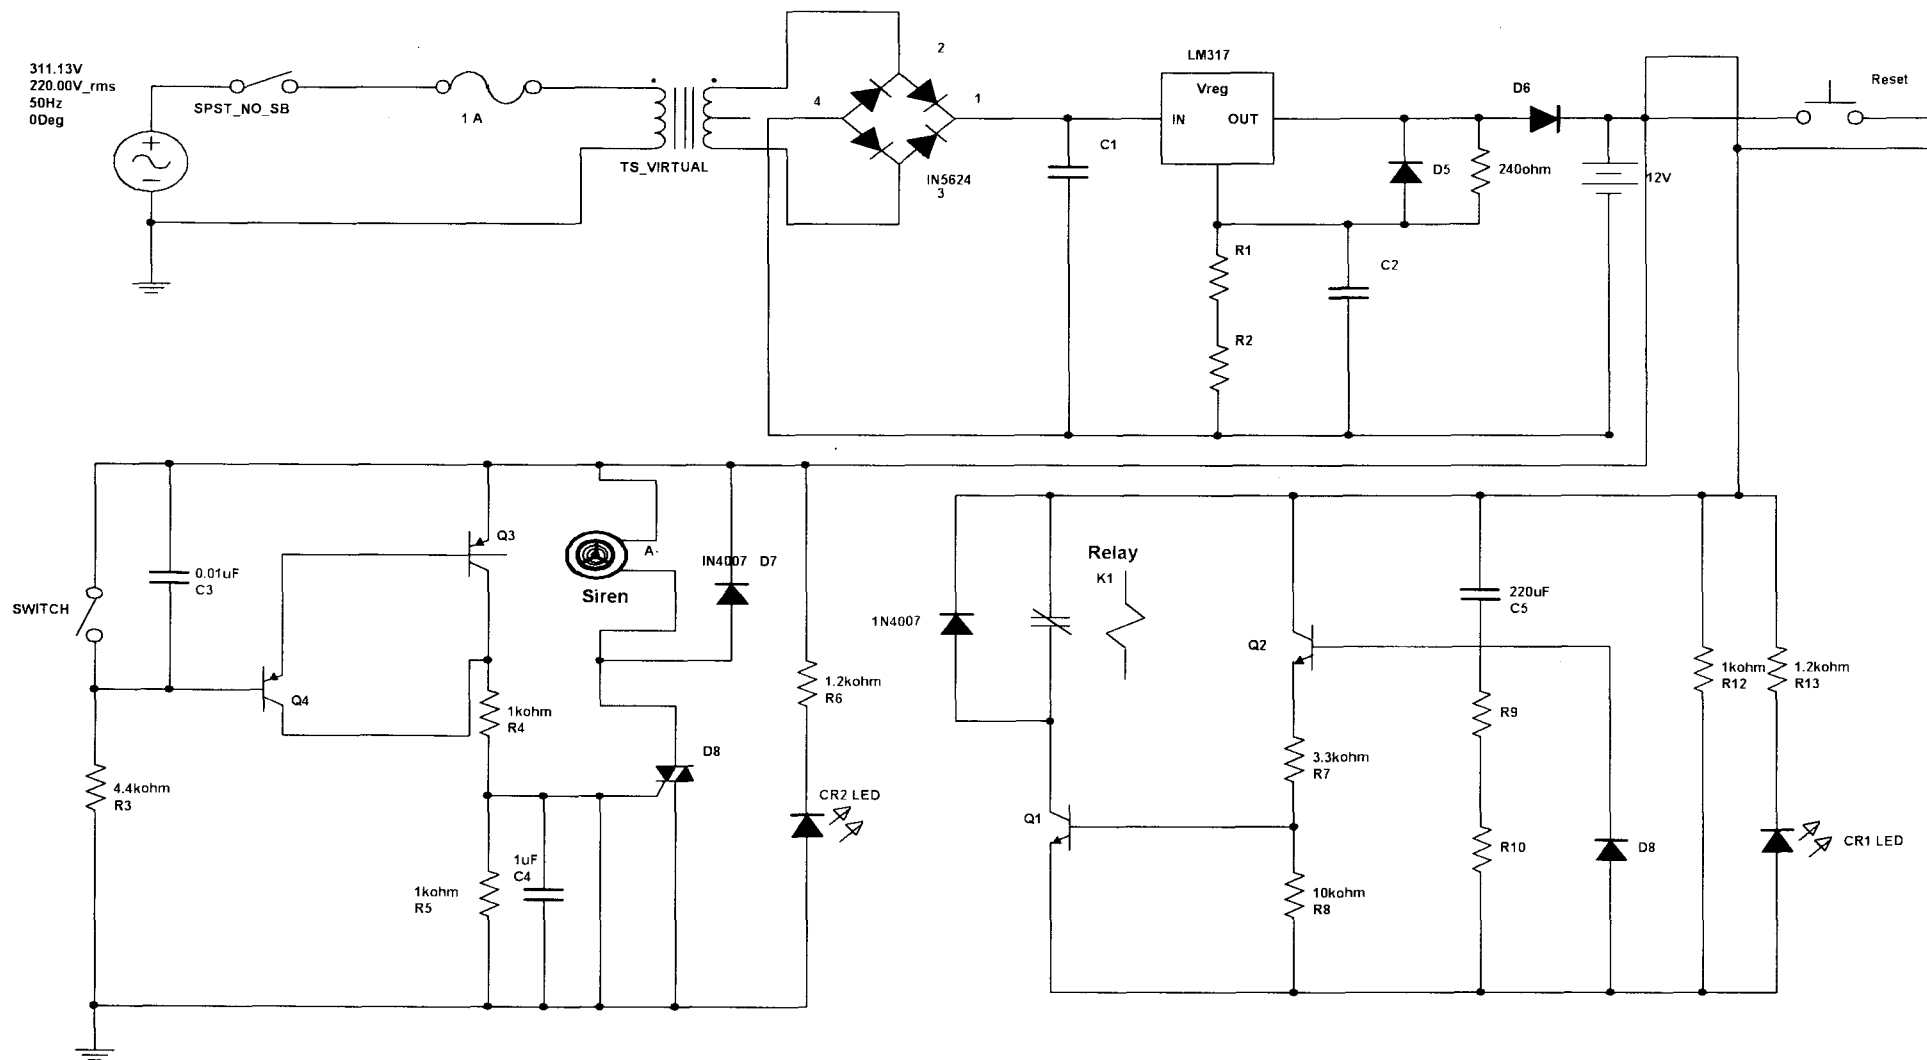 311.13V
220.00V_rms
50Hz
0Deg
SPST_NO_SB
1 A
TS_VIRTUAL
2
4
1
IN5624
3
C1
LM317
Vreg
IN
OUT
D5
240ohm
D6
12V
Reset
R1
C2
R2
SWITCH
0.01uF
C3
Q3
A
Siren
IN4007
D7
Q4
1kohm
R4
4.4kohm
R3
D8
1.2kohm
R6
CR2 LED
1uF
C4
1kohm
R5
1N4007
Relay
K1
Q2
220uF
C5
1kohm
R12
1.2kohm
R13
R9
3.3kohm
R7
Q1
R10
D8
CR1 LED
10kohm
R8